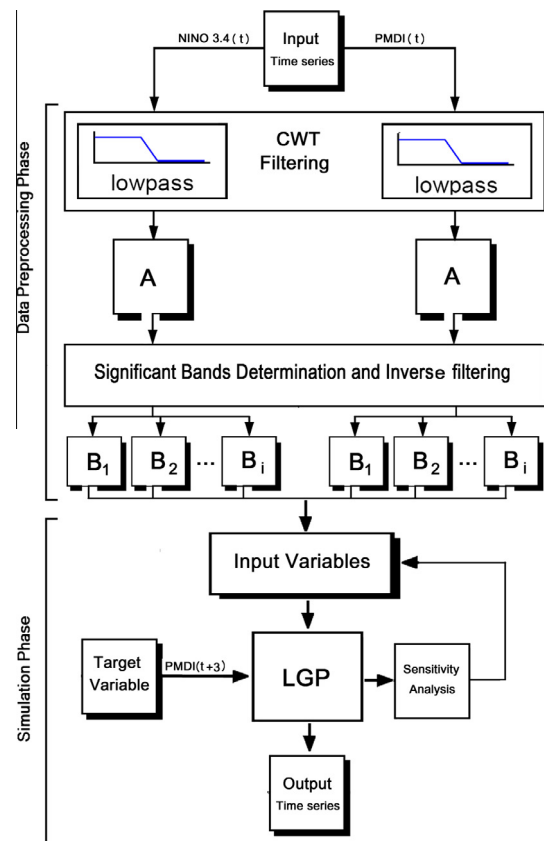 NINO 3.4 ( t )
Input
Time series
PMDI ( t )
Data Preprocessing Phase
CWT
Filtering
lowpass
lowpass
A
A
Significant Bands Determination and Inverse filtering
B1
B2
...
Bi
B1
B2
...
Bi
Simulation Phase
Input Variables
Target
Variable
PMDI(t+3)
LGP
Sensitivity
Analysis
Output
Time series